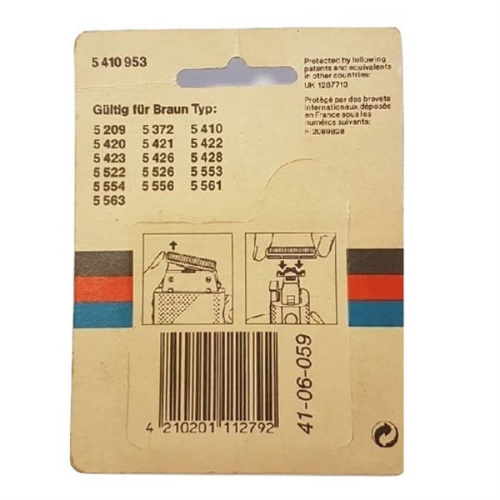 5 410 953
Gültig für Braun Typ:
5 209 5 372 5 410
5 420 5 421 5 422
5 423 5 426 5 428
5 522 5 526 5 553
5 554 5 556 5 561
5 563
Protected by following
patents and equivalents
in other countries:
UK 1287713
Protégé par des brevets
internationaux déposés
en France sous les
numéros suivants:
F 2089828
41-06-059
4 210201 112792